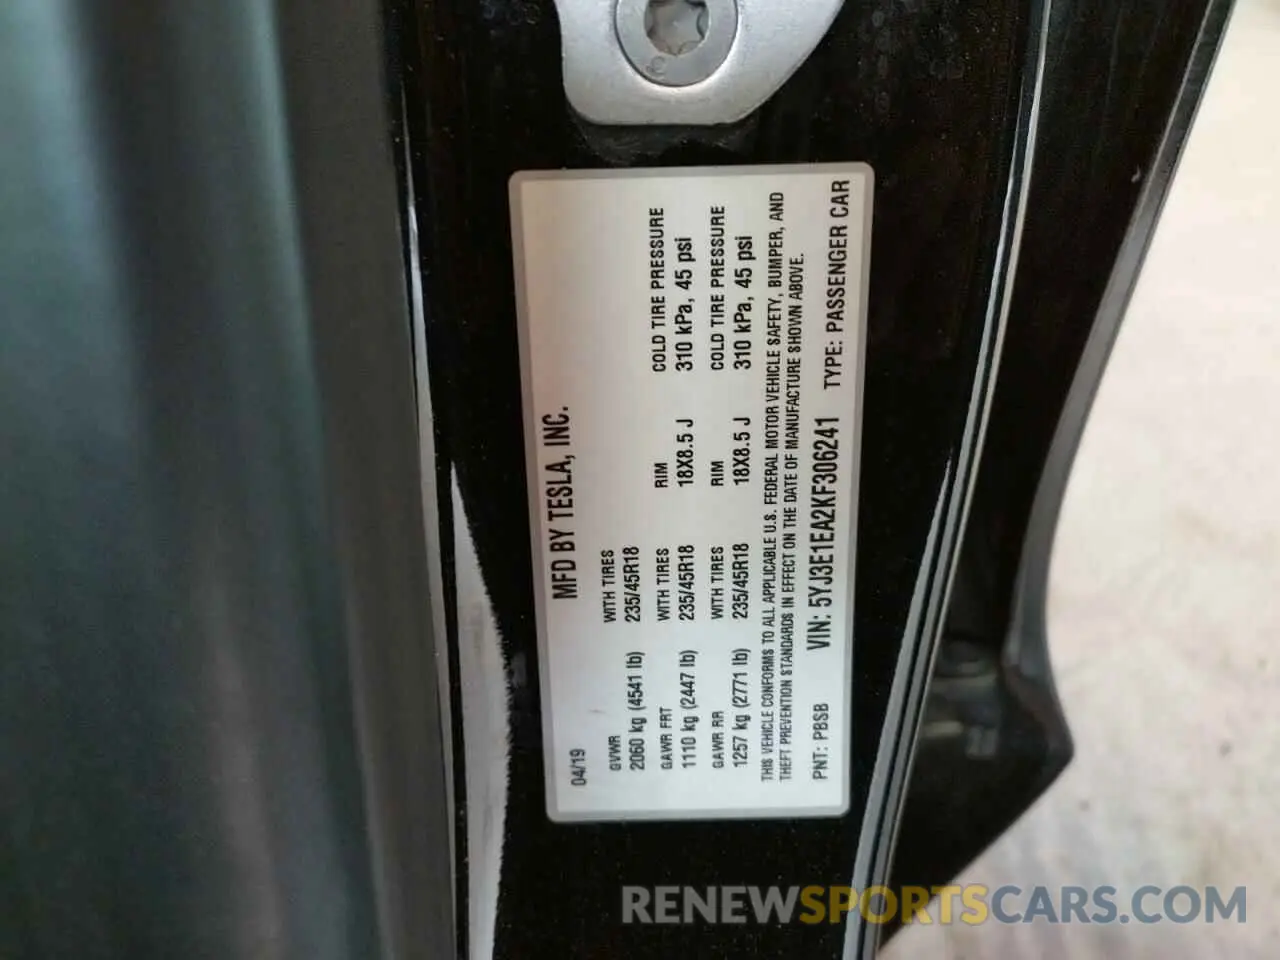 MFD BY TESLA, INC.
04/19
GVWR WITH TIRES
2060 kg (4541 lb) 235/45R18
GAWR FRT WITH TIRES RIM COLD TIRE PRESSURE
1110 kg (2447 lb) 235/45R18 18X8.5 J 310 kPa, 45 psi
GAWR RR WITH TIRES RIM COLD TIRE PRESSURE
1257 kg (2771 lb) 235/45R18 18X8.5 J 310 kPa, 45 psi
THIS VEHICLE CONFORMS TO ALL APPLICABLE U.S. FEDERAL MOTOR VEHICLE SAFETY, BUMPER, AND
THEFT PREVENTION STANDARDS IN EFFECT ON THE DATE OF MANUFACTURE SHOWN ABOVE.
PNT: PBSB VIN: 5YJ3E1EA2KF306241 TYPE: PASSENGER CAR
RENEWSPORTSCARS.COM